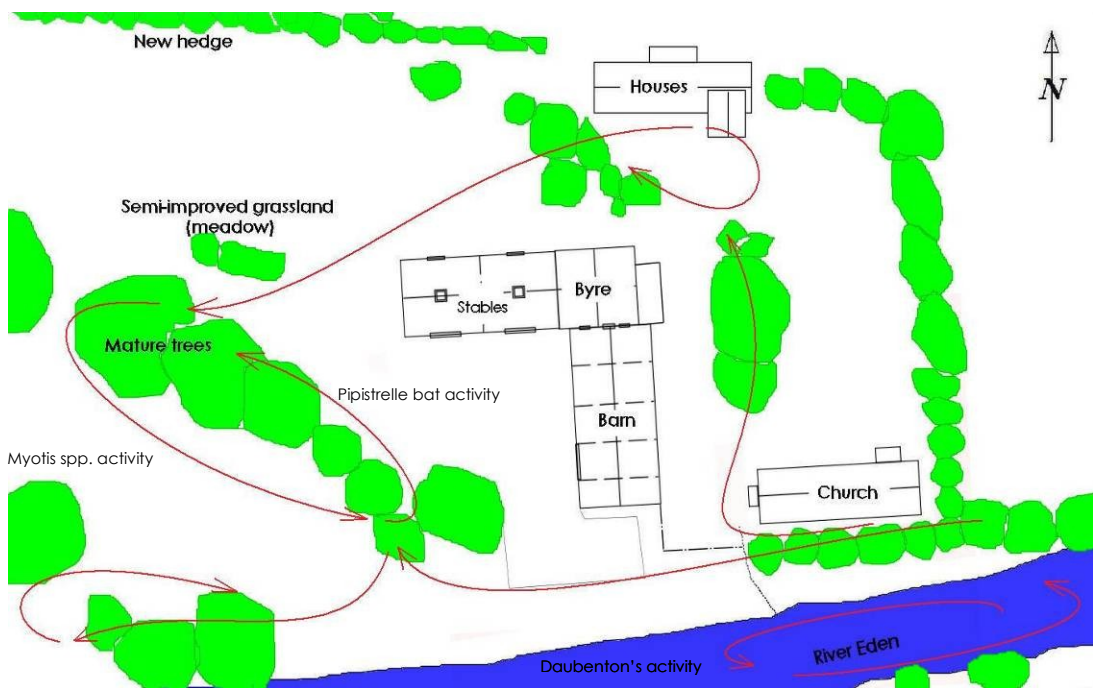 New hedge
Houses
N
Semi-improved grassland
(meadow)
Stables
Byre
Mature trees
Pipistrelle bat activity
Barn
Myotis spp. activity
Church
River Eden
Daubenton's activity